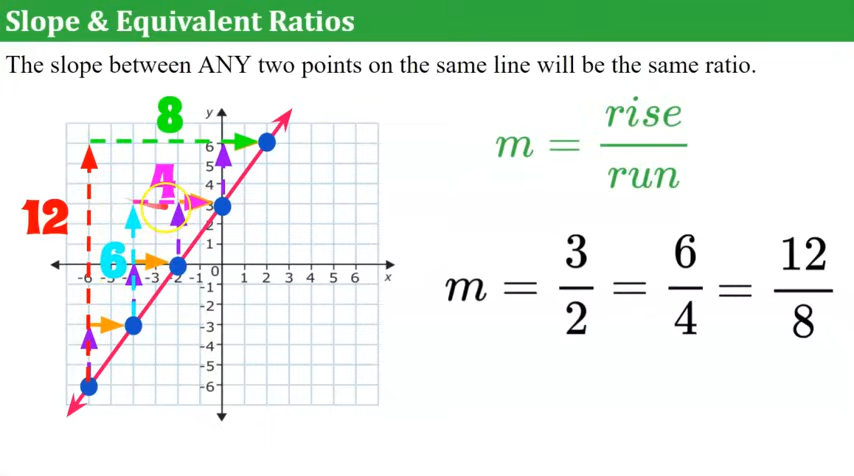 Slope & Equivalent Ratios
The slope between ANY two points on the same line will be the same ratio.
8
12
4
6
y
6
5
4
3
2
1
-6 -5 -3 -2 -1 0 1 2 3 4 5 6 x
-1
-2
-3
-4
-5
-6
m = rise/run
m = 3/2 = 6/4 = 12/8